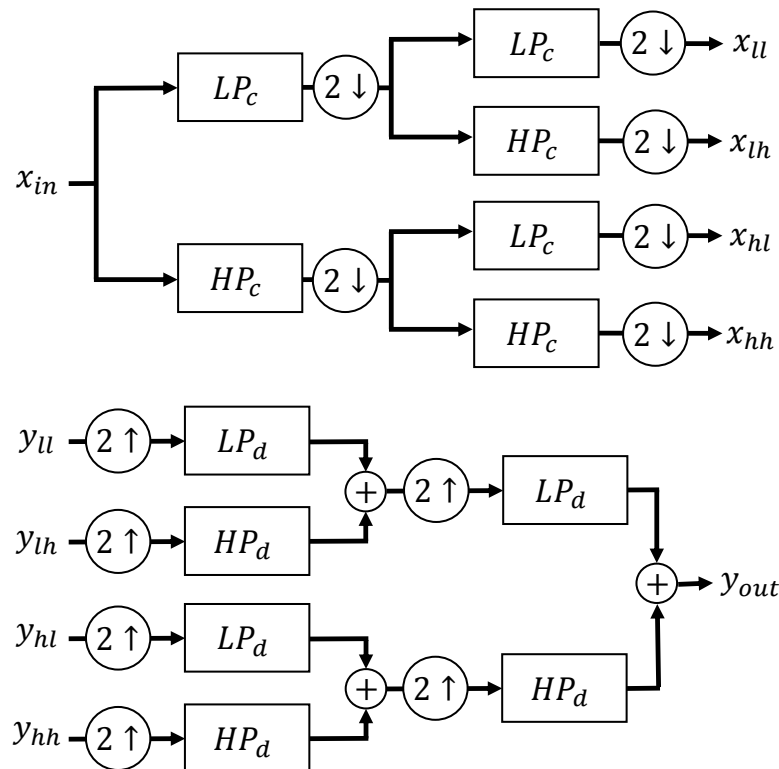 LP_c 2↓ x_ll
LP_c 2↓
HP_c 2↓ x_lh
x_in
LP_c 2↓ x_hl
HP_c 2↓
HP_c 2↓ x_hh
y_ll 2↑ LP_d
+ 2↑ LP_d
y_lh 2↑ HP_d
+ y_out
y_hl 2↑ LP_d
+ 2↑ HP_d
y_hh 2↑ HP_d